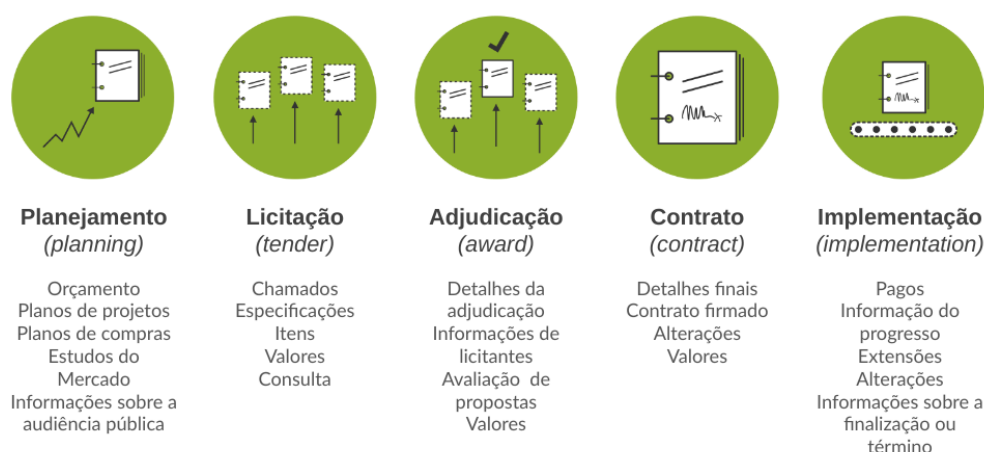 Planejamento
(planning)
Orçamento
Planos de projetos
Planos de compras
Estudos do
Mercado
Informações sobre a
audiência pública
Licitação
(tender)
Chamados
Especificações
Itens
Valores
Consulta
Adjudicação
(award)
Detalhes da
adjudicação
Informações de
licitantes
Avaliação de
propostas
Valores
Contrato
(contract)
Detalhes finais
Contrato firmado
Alterações
Valores
Implementação
(implementation)
Pagos
Informação do
progresso
Extensões
Alterações
Informações sobre a
finalização ou
término